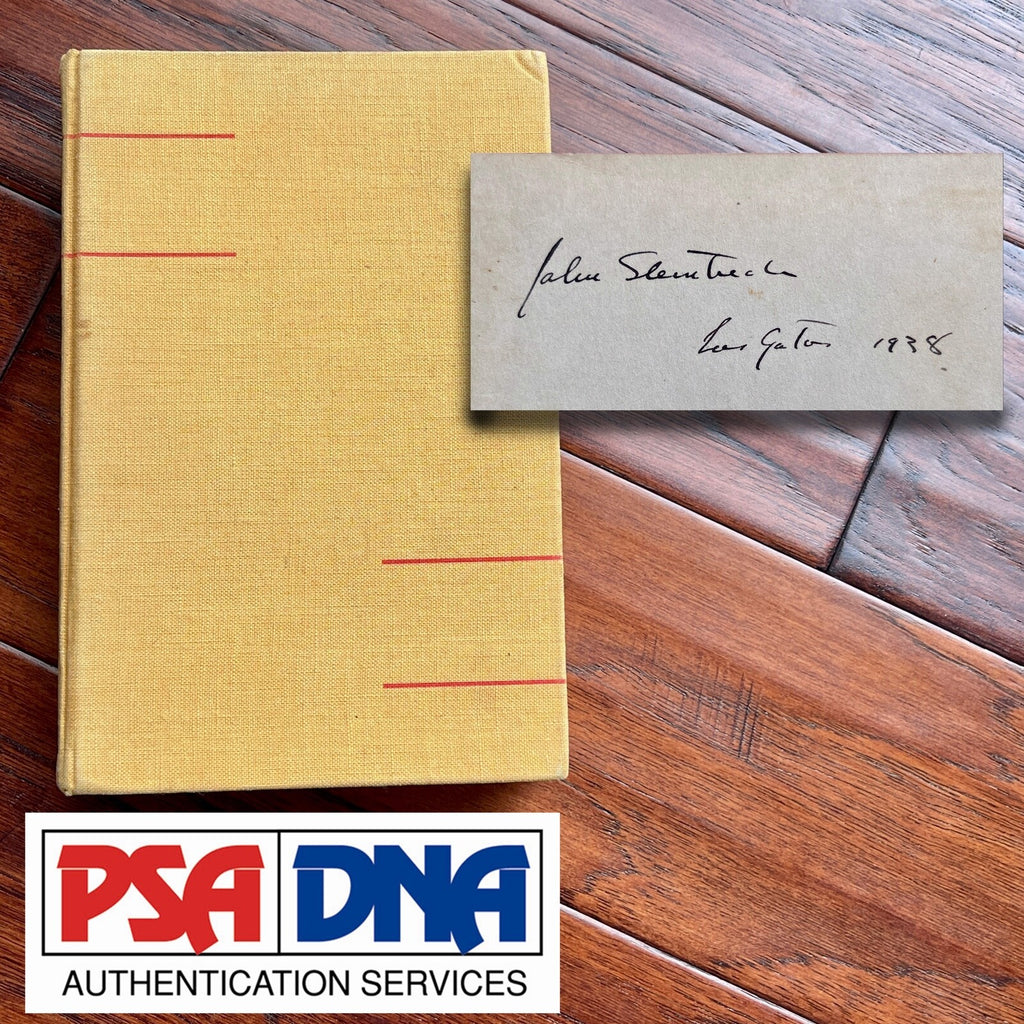 John Steinbeck
Los Gatos 1938
PSA DNA
AUTHENTICATION SERVICES